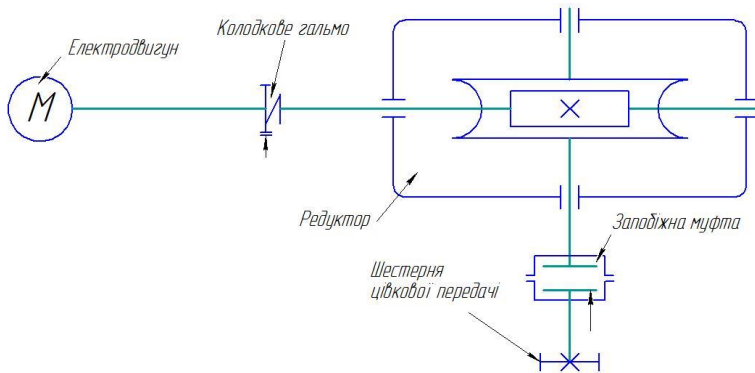 Електродвигун
Колодкове гальмо
М
Редуктор
Запобіжна муфта
Шестерня
цівкової передачі